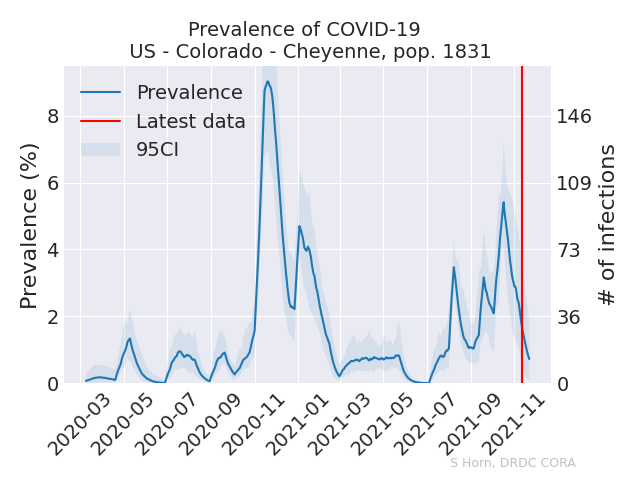 Prevalence of COVID-19
US - Colorado - Cheyenne, pop. 1831
Prevalence
Latest data
95CI
Prevalence (%)
8
6
4
2
0
146
109
73
36
0
# of infections
2020-03
2020-05
2020-07
2020-09
2020-11
2021-01
2021-03
2021-05
2021-07
2021-09
2021-11
S Horn, DRDC CORA